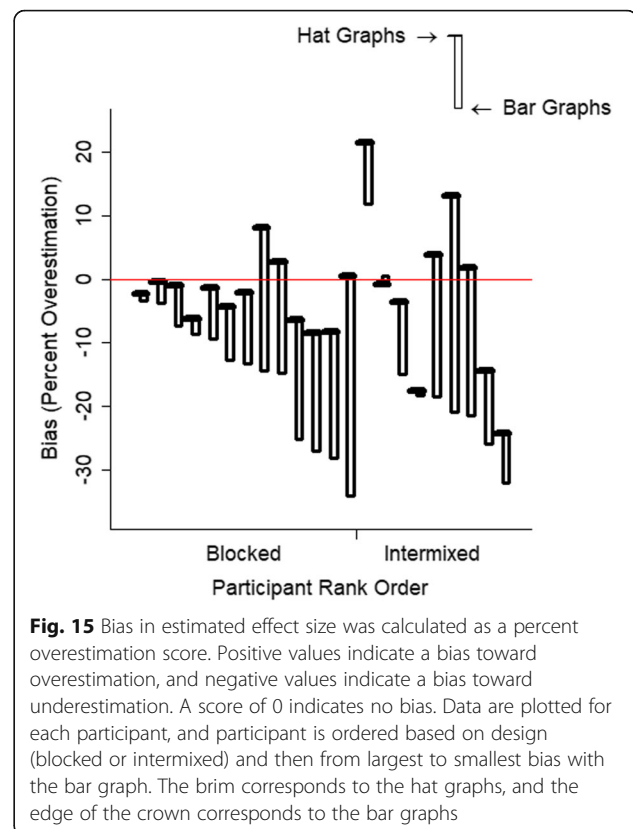 Hat Graphs →
← Bar Graphs
Bias (Percent Overestimation)
20
10
0
-10
-20
-30
Blocked
Intermixed
Participant Rank Order
Fig. 15 Bias in estimated effect size was calculated as a percent
overestimation score. Positive values indicate a bias toward
overestimation, and negative values indicate a bias toward
underestimation. A score of 0 indicates no bias. Data are plotted for
each participant, and participant is ordered based on design
(blocked or intermixed) and then from largest to smallest bias with
the bar graph. The brim corresponds to the hat graphs, and the
edge of the crown corresponds to the bar graphs